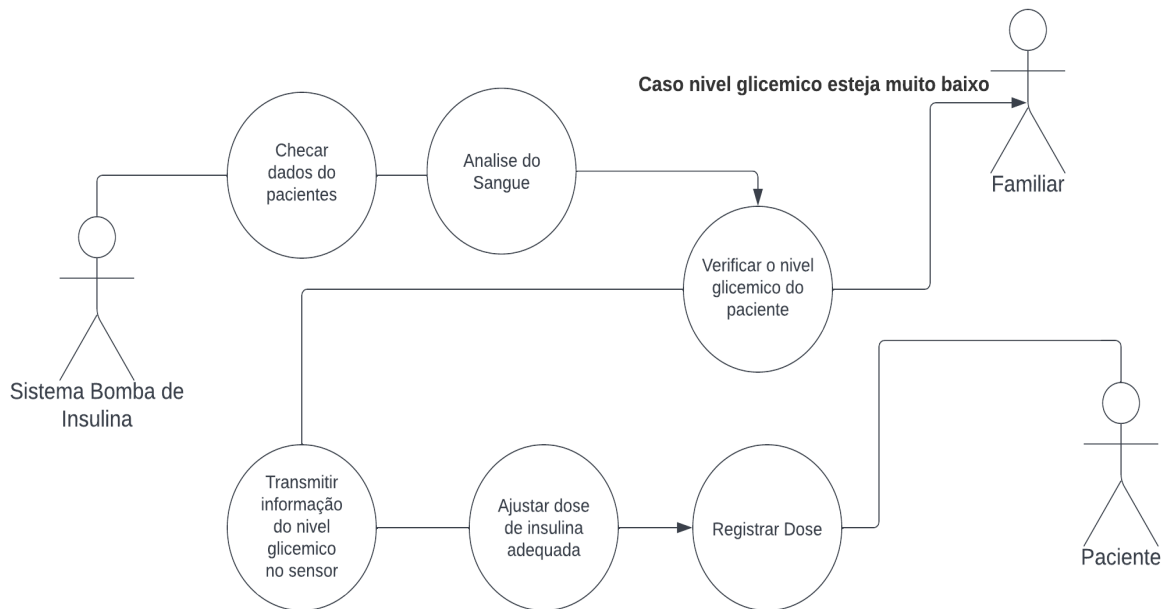 Caso nivel glicemico esteja muito baixo
Familiar
Checar
dados do
pacientes
Analise do
Sangue
Verificar o nivel
glicemico do
paciente
Sistema Bomba de
Insulina
Transmitir
informação
do nivel
glicemico
no sensor
Ajustar dose
de insulina
adequada
Registrar Dose
Paciente